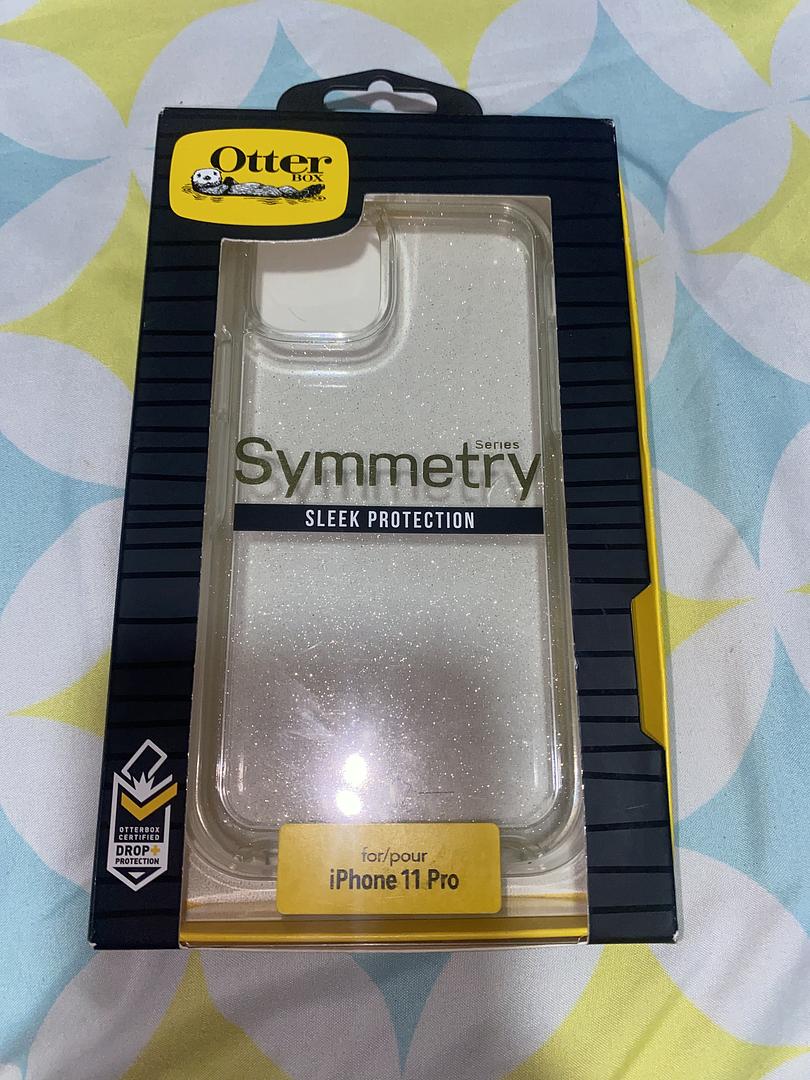 Otter
BOX
Series
Symmetry
SLEEK PROTECTION
OTTERBOX
CERTIFIED
DROP+
PROTECTION
for/pour
iPhone 11 Pro